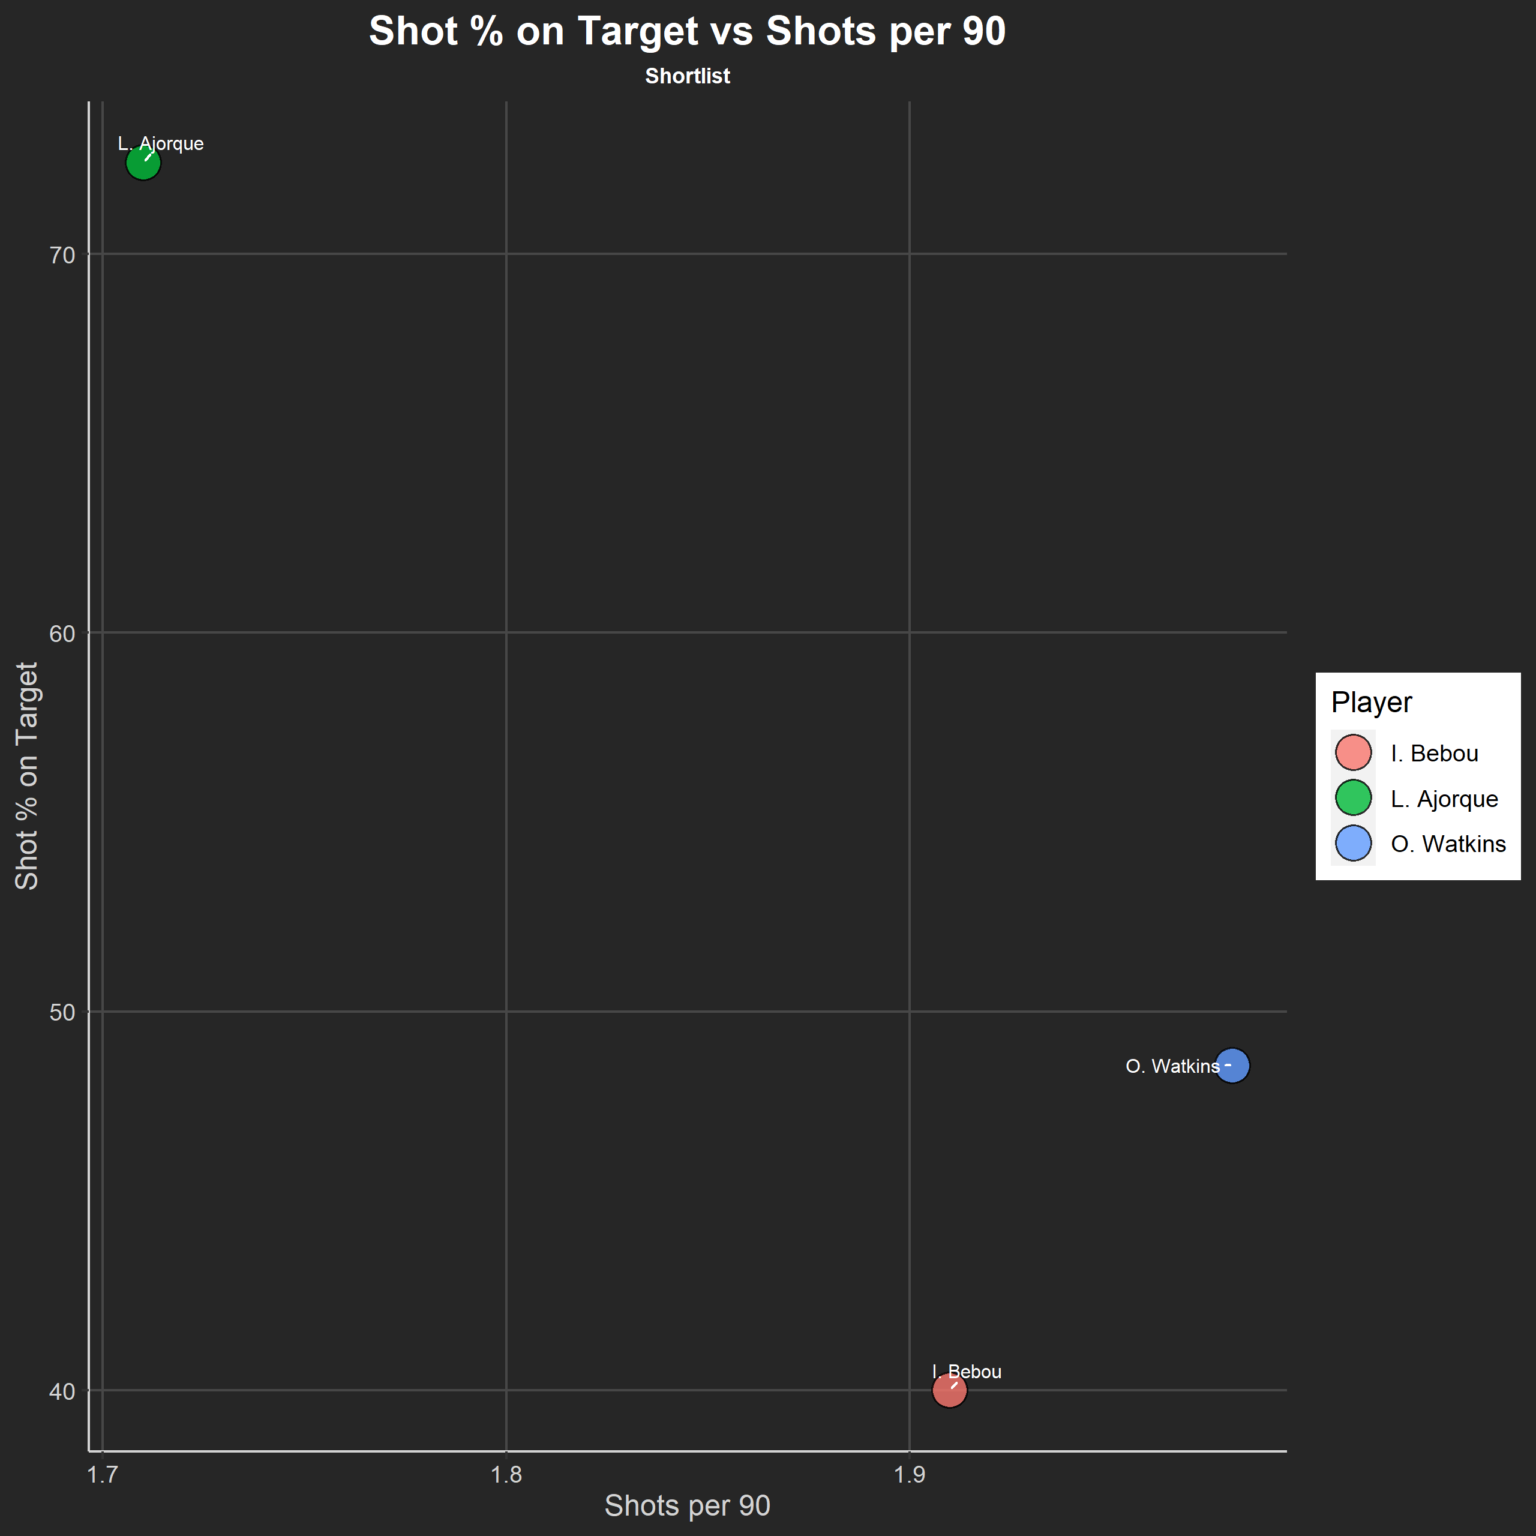 Shot % on Target vs Shots per 90
Shortlist
L. Ajorque
70
60
50
40
Shot % on Target
O. Watkins
I. Bebou
1.7
1.8
1.9
Shots per 90
Player
I. Bebou
L. Ajorque
O. Watkins